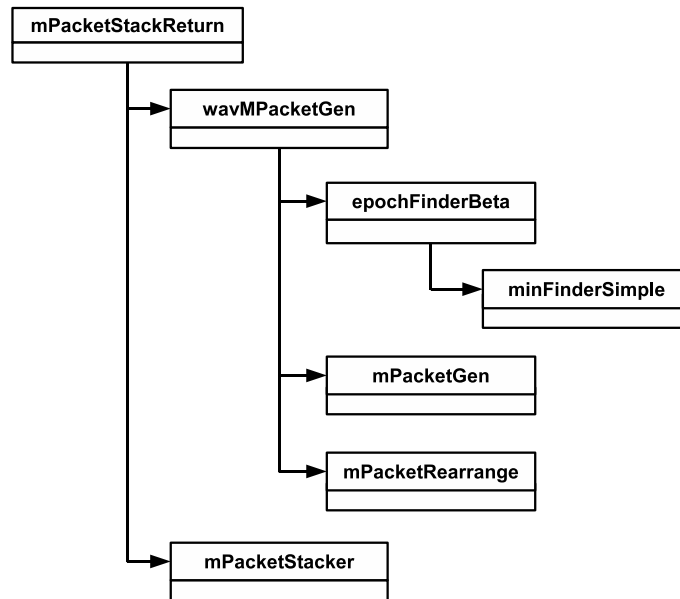 mPacketStackReturn
wavMPacketGen
epochFinderBeta
minFinderSimple
mPacketGen
mPacketRearrange
mPacketStacker